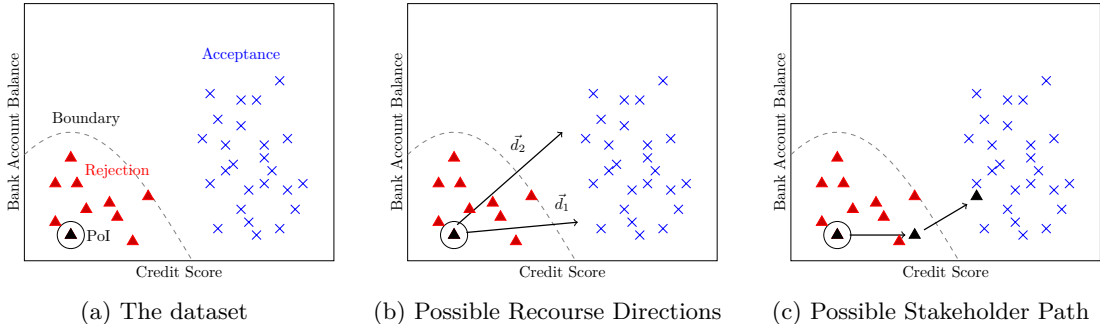 Bank Account Balance
Acceptance
Boundary
Rejection
PoI
Credit Score
(a) The dataset
Bank Account Balance
d⃗2
d⃗1
Credit Score
(b) Possible Recourse Directions
Bank Account Balance
Credit Score
(c) Possible Stakeholder Path